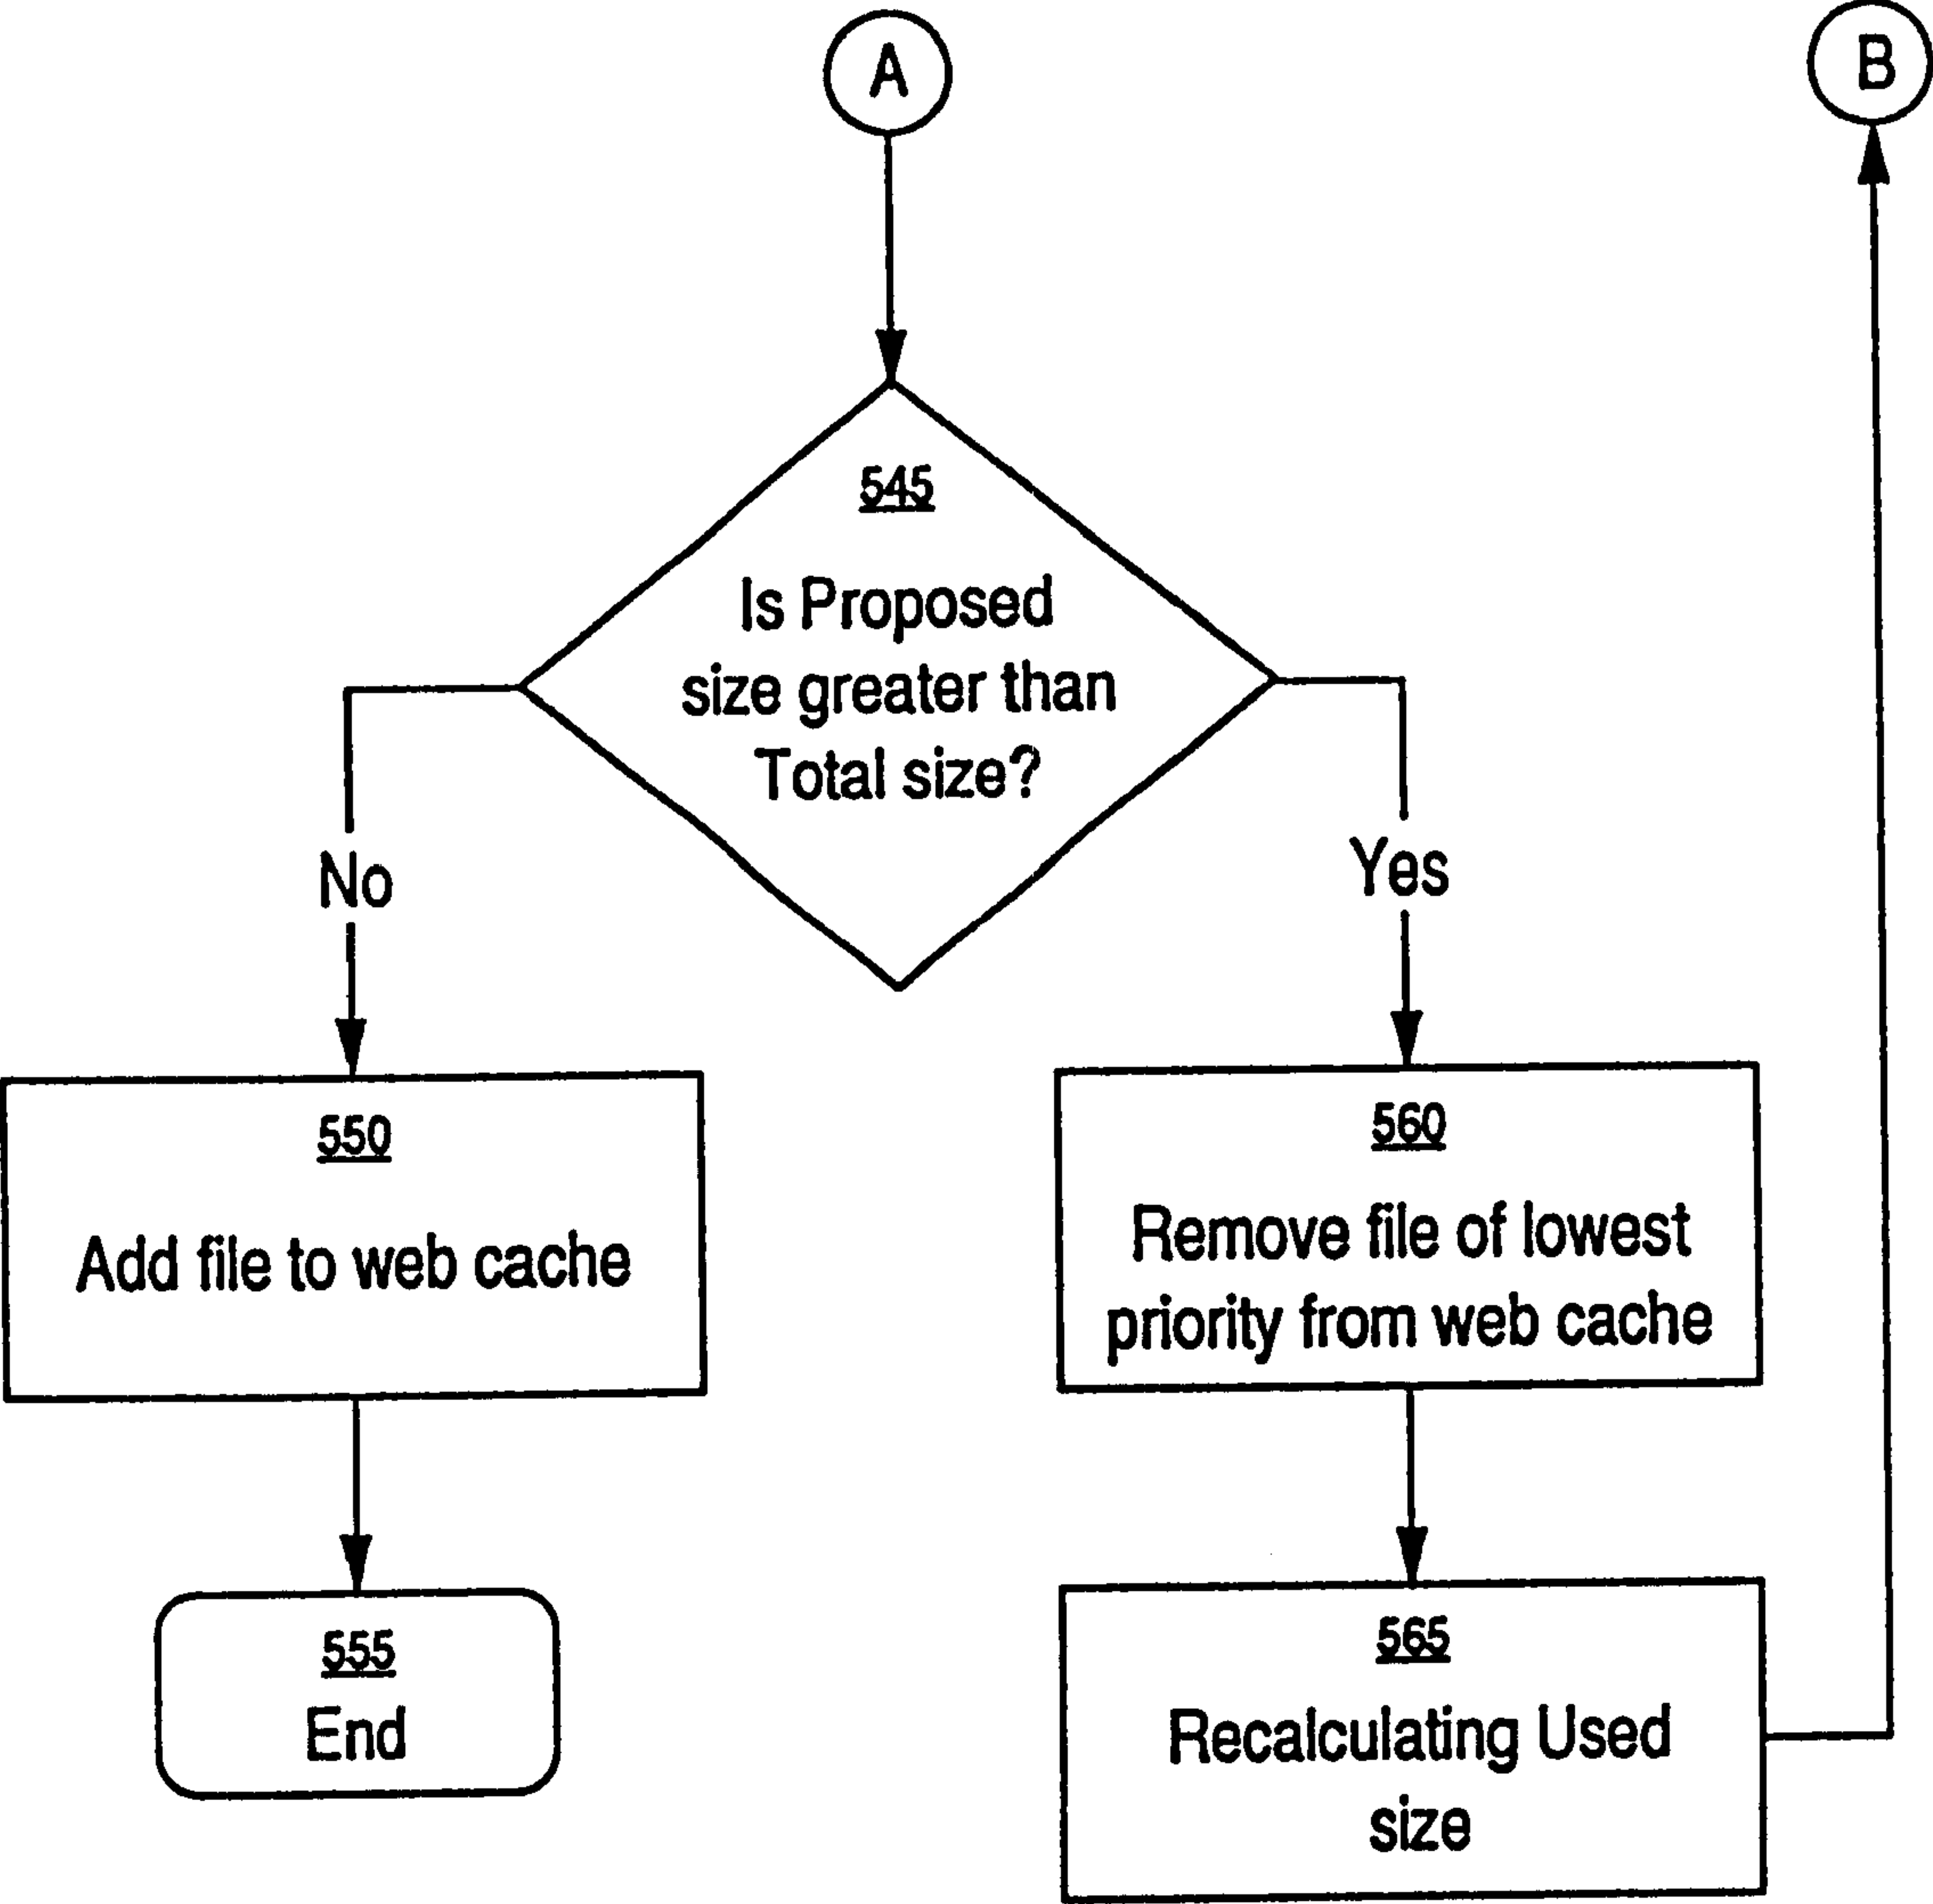 A
B
545
Is Proposed
size greater than
Total size?
No
Yes
550
Add file to web cache
560
Remove file of lowest
priority from web cache
555
End
565
Recalculating Used
size